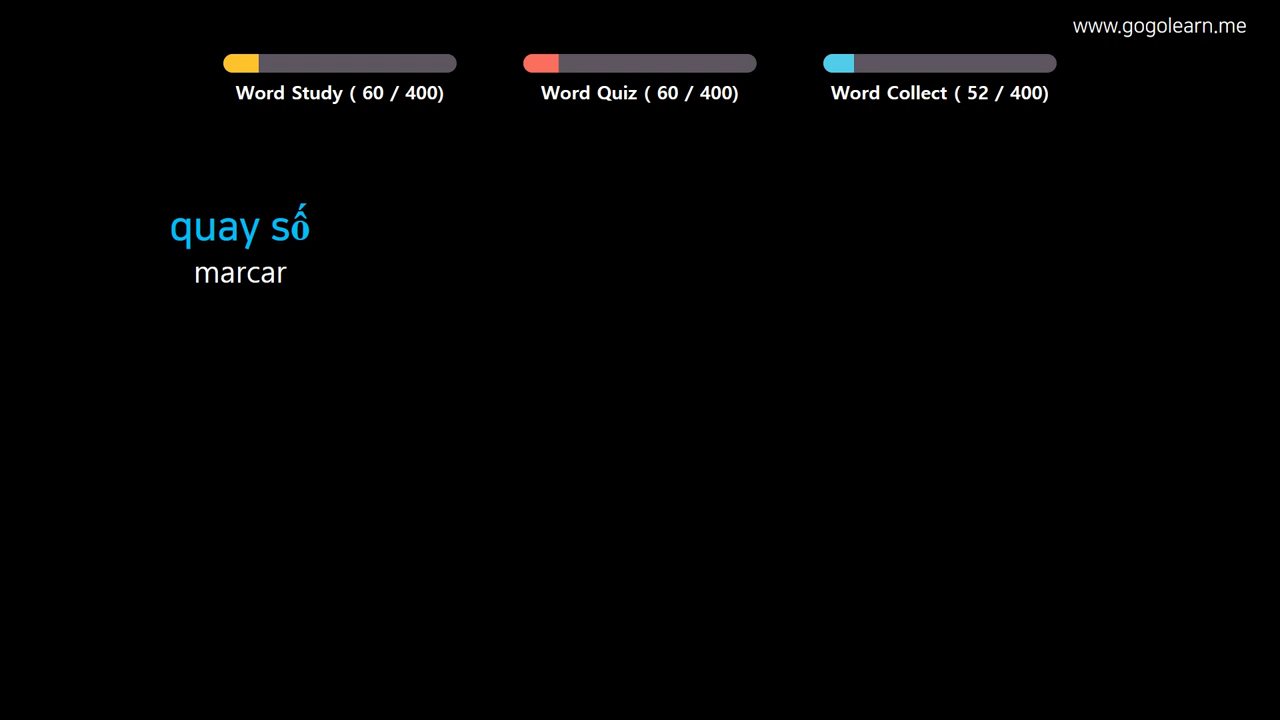 www.gogolearn.me
Word Study ( 60 / 400)
Word Quiz ( 60 / 400)
Word Collect ( 52 / 400)
quay số
marcar